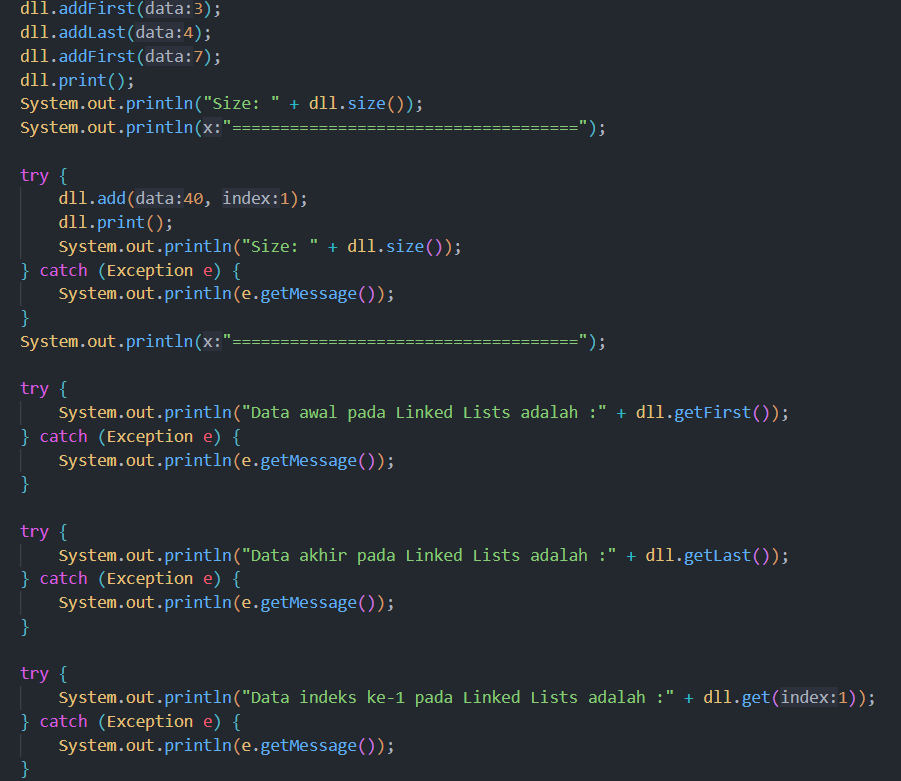 dll.addFirst(data:3);
dll.addLast(data:4);
dll.addFirst(data:7);
dll.print();
System.out.println("Size: " + dll.size());
System.out.println(x:"====================================");

try {
    dll.add(data:40, index:1);
    dll.print();
    System.out.println("Size: " + dll.size());
} catch (Exception e) {
    System.out.println(e.getMessage());
}
System.out.println(x:"====================================");

try {
    System.out.println("Data awal pada Linked Lists adalah :" + dll.getFirst());
} catch (Exception e) {
    System.out.println(e.getMessage());
}

try {
    System.out.println("Data akhir pada Linked Lists adalah :" + dll.getLast());
} catch (Exception e) {
    System.out.println(e.getMessage());
}

try {
    System.out.println("Data indeks ke-1 pada Linked Lists adalah :" + dll.get(index:1));
} catch (Exception e) {
    System.out.println(e.getMessage());
}